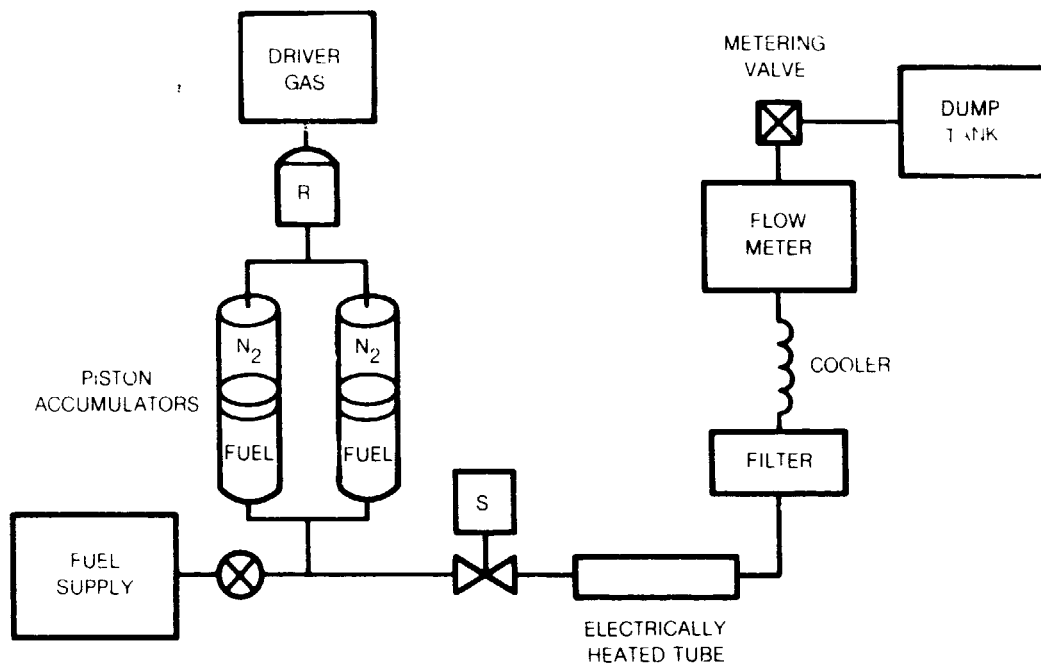 DRIVER
GAS
R
N2
N2
PISTON
ACCUMULATORS
FUEL
FUEL
FUEL
SUPPLY
S
ELECTRICALLY
HEATED TUBE
FILTER
COOLER
FLOW
METER
METERING
VALVE
DUMP
TANK